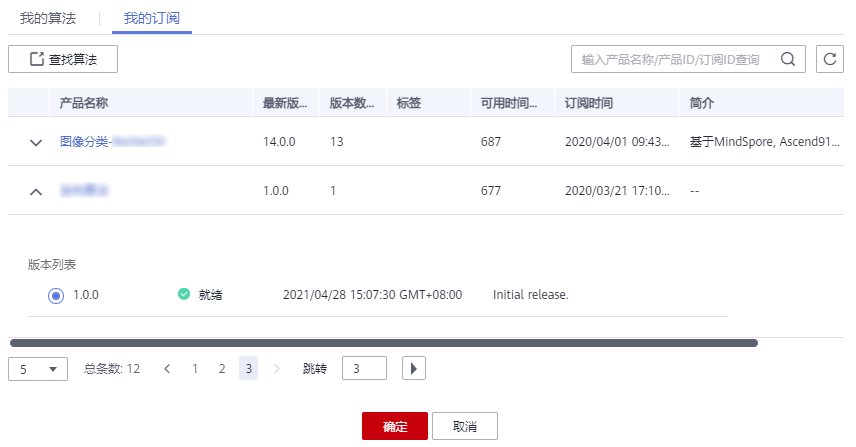 我的算法 我的订阅
查找算法 输入产品名称/产品ID/订阅ID查询
产品名称 最新版... 版本数... 标签 可用时间... 订阅时间 简介
图像分类- 14.0.0 13 687 2020/04/01 09:43... 基于MindSpore, Ascend91...
1.0.0 1 677 2020/03/21 17:10... --
版本列表
1.0.0 就绪 2021/04/28 15:07:30 GMT+08:00 Initial release.
5 总条数: 12 1 2 3 跳转 3
确定 取消